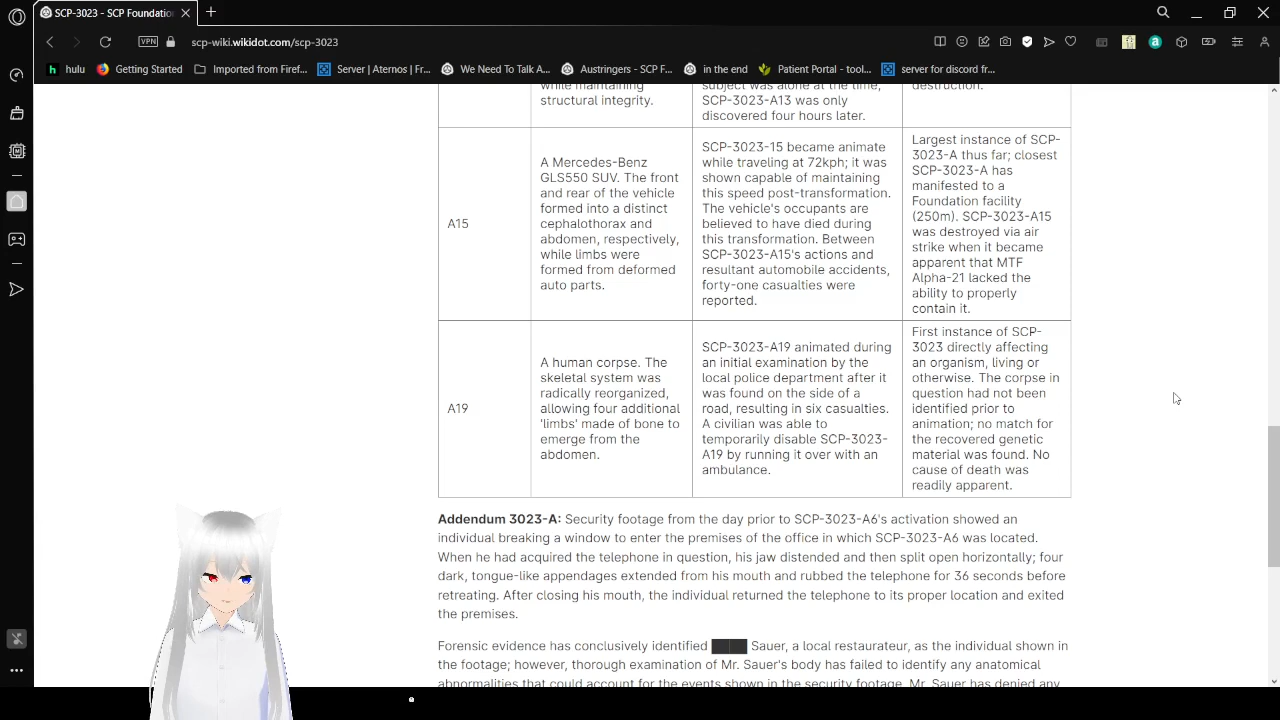 SCP-3023 - SCP Foundatio
VPN
scp-wiki.wikidot.com/scp-3023
hulu
Getting Started
Imported from Firef...
Server | Aternos | Fr...
We Need To Talk A...
Austringers - SCP F...
in the end
Patient Portal - tool...
server for discord fr...
while maintaining
structural integrity.
subject was alone at the time,
SCP-3023-A13 was only
discovered four hours later.
destruction.
A15
A Mercedes-Benz
GLS550 SUV. The front
and rear of the vehicle
formed into a distinct
cephalothorax and
abdomen, respectively,
while limbs were
formed from deformed
auto parts.
SCP-3023-15 became animate
while traveling at 72kph; it was
shown capable of maintaining
this speed post-transformation.
The vehicle's occupants are
believed to have died during
this transformation. Between
SCP-3023-A15's actions and
resultant automobile accidents,
forty-one casualties were
reported.
Largest instance of SCP-
3023-A thus far; closest
SCP-3023-A has
manifested to a
Foundation facility
(250m). SCP-3023-A15
was destroyed via air
strike when it became
apparent that MTF
Alpha-21 lacked the
ability to properly
contain it.
A19
A human corpse. The
skeletal system was
radically reorganized,
allowing four additional
'limbs' made of bone to
emerge from the
abdomen.
SCP-3023-A19 animated during
an initial examination by the
local police department after it
was found on the side of a
road, resulting in six casualties.
A civilian was able to
temporarily disable SCP-3023-
A19 by running it over with an
ambulance.
First instance of SCP-
3023 directly affecting
an organism, living or
otherwise. The corpse in
question had not been
identified prior to
animation; no match for
the recovered genetic
material was found. No
cause of death was
readily apparent.
Addendum 3023-A: Security footage from the day prior to SCP-3023-A6's activation showed an
individual breaking a window to enter the premises of the office in which SCP-3023-A6 was located.
When he had acquired the telephone in question, his jaw distended and then split open horizontally; four
dark, tongue-like appendages extended from his mouth and rubbed the telephone for 36 seconds before
retreating. After closing his mouth, the individual returned the telephone to its proper location and exited
the premises.
Forensic evidence has conclusively identified ████ Sauer, a local restaurateur, as the individual shown in
the footage; however, thorough examination of Mr. Sauer's body has failed to identify any anatomical
abnormalities that could account for the events shown in the security footage. Mr. Sauer has denied any